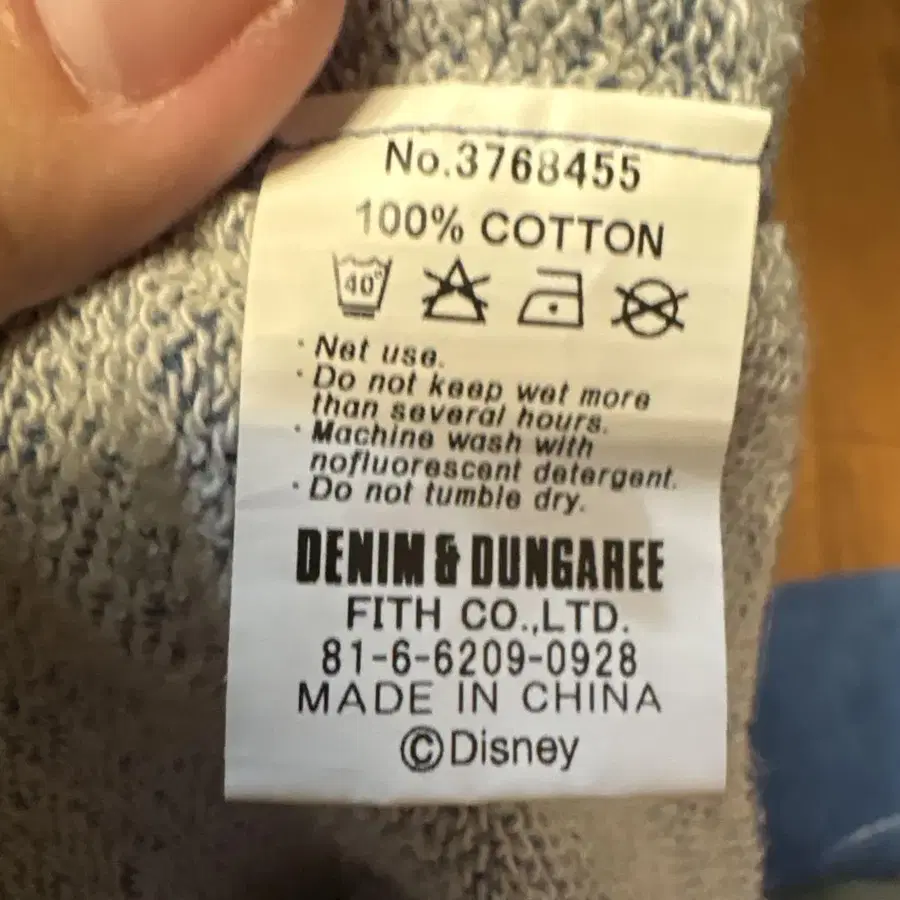 No.3768455
100% COTTON
40°
· Net use.
· Do not keep wet more
than several hours.
· Machine wash with
nofluorescent detergent.
· Do not tumble dry.
DENIM & DUNGAREE
FITH CO.,LTD.
81-6-6209-0928
MADE IN CHINA
©Disney